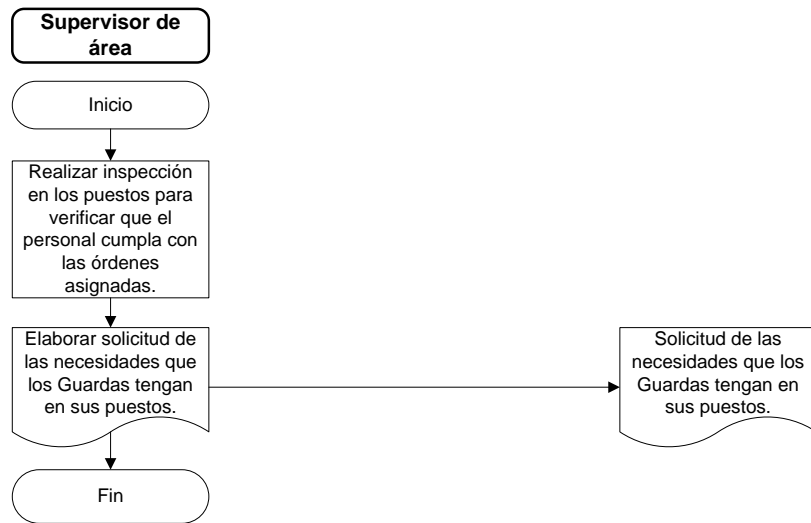 Supervisor de
área
Inicio
Realizar inspección
en los puestos para
verificar que el
personal cumpla con
las órdenes
asignadas.
Elaborar solicitud de
las necesidades que
los Guardas tengan
en sus puestos.
Solicitud de las
necesidades que los
Guardas tengan en
sus puestos.
Fin